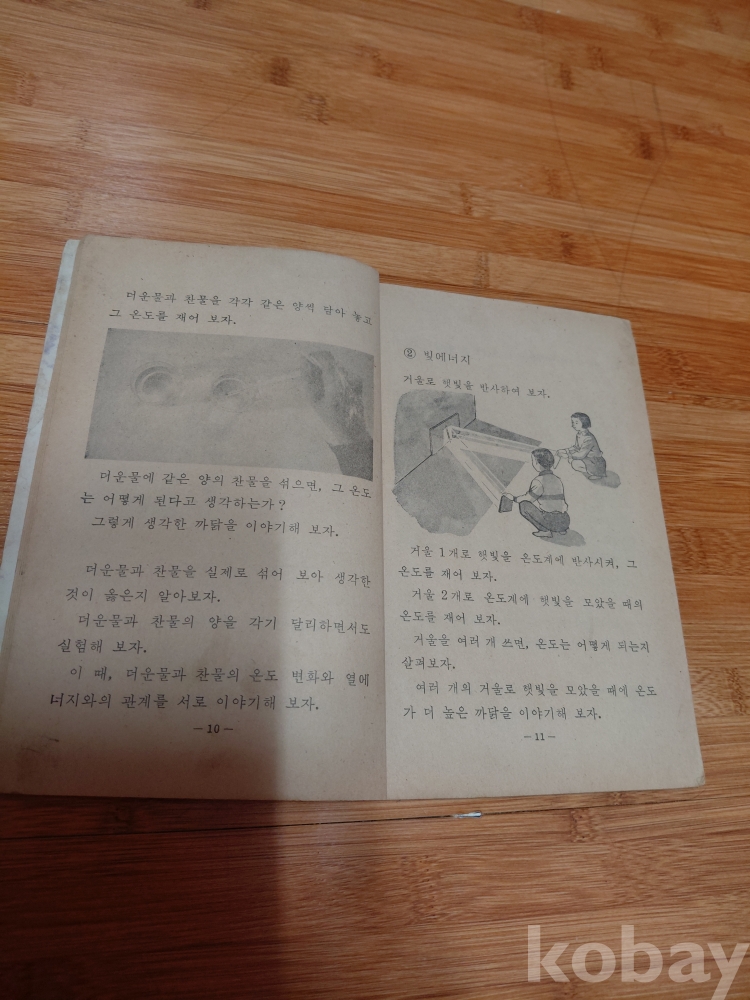 더운물과 찬물을 각각 같은 양씩 담아 놓고
그 온도를 재어 보자.
더운물에 같은 양의 찬물을 섞으면, 그 온도
는 어떻게 된다고 생각하는가?
그렇게 생각한 까닭을 이야기해 보자.
더운물과 찬물을 실제로 섞어 보아 생각한
것이 옳은지 알아보자.
더운물과 찬물의 양을 각기 달리하면서도
실험해 보자.
이 때, 더운물과 찬물의 온도 변화와 열에
너지와의 관계를 서로 이야기해 보자.
— 10 —
② 빛에너지
거울로 햇빛을 반사하여 보자.
거울 1개로 햇빛을 온도계에 반사시켜, 그
온도를 재어 보자.
거울 2개로 온도계에 햇빛을 모았을 때의
온도를 재어 보자.
거울을 여러 개 쓰면, 온도는 어떻게 되는지
살펴보자.
여러 개의 거울로 햇빛을 모았을 때에 온도
가 더 높은 까닭을 이야기해 보자.
— 11 —
kobay